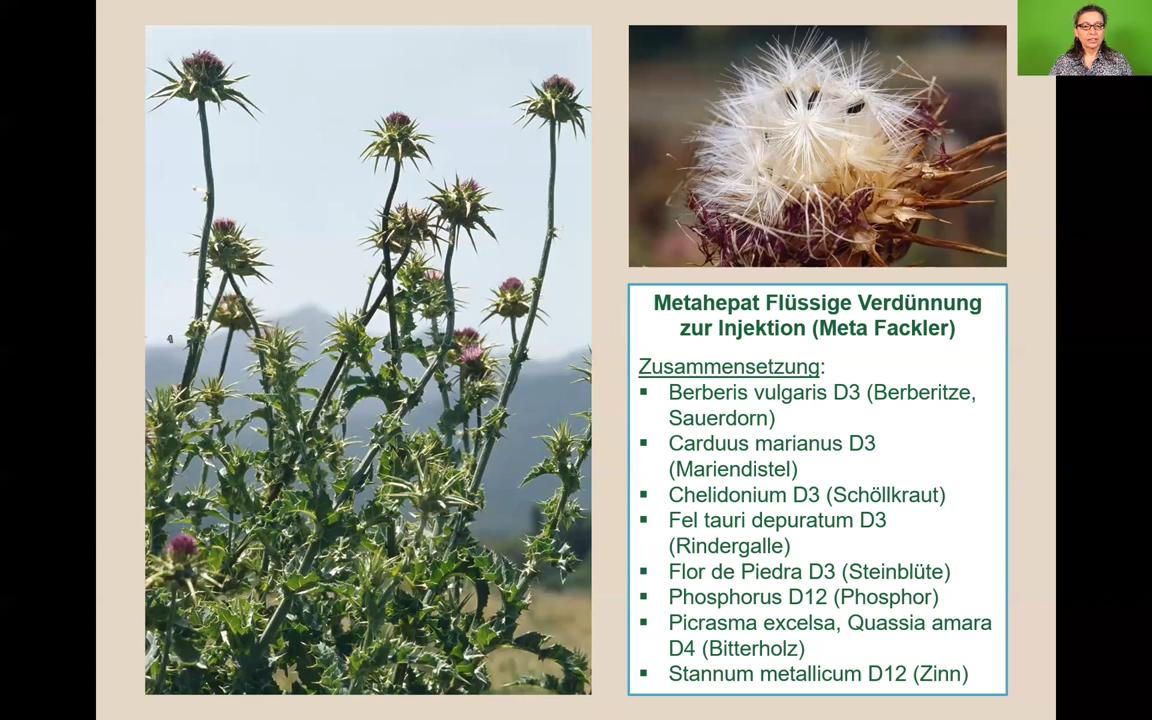 Metahepat Flüssige Verdünnung
zur Injektion (Meta Fackler)
Zusammensetzung:
▪ Berberis vulgaris D3 (Berberitze,
Sauerdorn)
▪ Carduus marianus D3
(Mariendistel)
▪ Chelidonium D3 (Schöllkraut)
▪ Fel tauri depuratum D3
(Rindergalle)
▪ Flor de Piedra D3 (Steinblüte)
▪ Phosphorus D12 (Phosphor)
▪ Picrasma excelsa, Quassia amara
D4 (Bitterholz)
▪ Stannum metallicum D12 (Zinn)